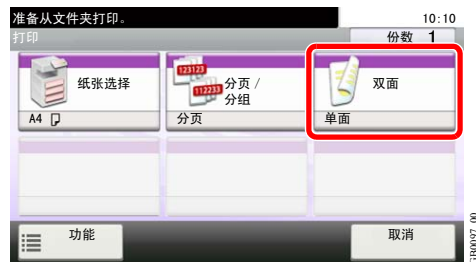 准备从文件夹打印。
10:10
打印
份数 1
123123
112233
纸张选择
分页 /
分组
双面
A4
分页
单面
功能
取消
GB0097_00